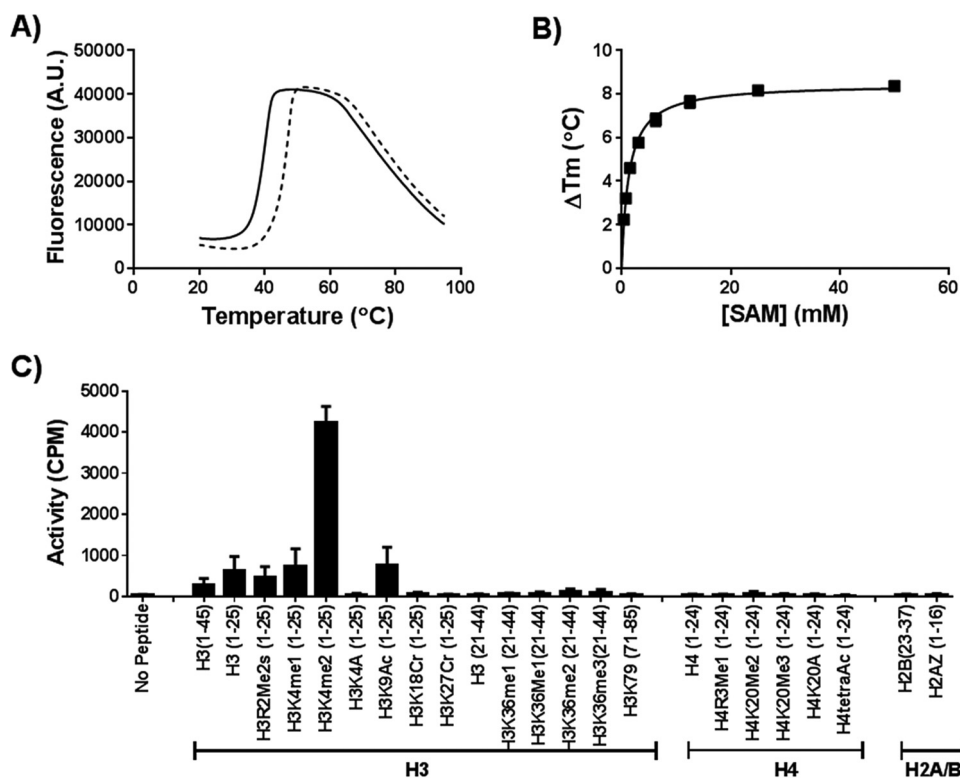 A)
50000
40000
30000
20000
10000
0
Fluorescence (A.U.)
0 20 40 60 80 100
Temperature (°C)
B)
10
8
6
4
2
0
ΔTm (°C)
0 20 40 60
[SAM] (mM)
C)
5000
4000
3000
2000
1000
0
Activity (CPM)
No Peptide
H3(1-45)
H3 (1-25)
H3R2Me2s (1-25)
H3K4me1 (1-25)
H3K4me2 (1-25)
H3K4A (1-25)
H3K9Ac (1-25)
H3K18Cr (1-25)
H3K27Cr (1-25)
H3 (21-44)
I3K36me1 (21-44)
H3K36Me1(21-44)
H3K36me2 (21-44)
H3K36me3(21-44)
H3K79 (71-85)
H4 (1-24)
H4R3Me1 (1-24)
H4K20Me2 (1-24)
H4K20Me3 (1-24)
H4K20A (1-24)
H4tetraAc (1-24)
H2B(23-37)
H2AZ (1-16)
H3
H4
H2A/B